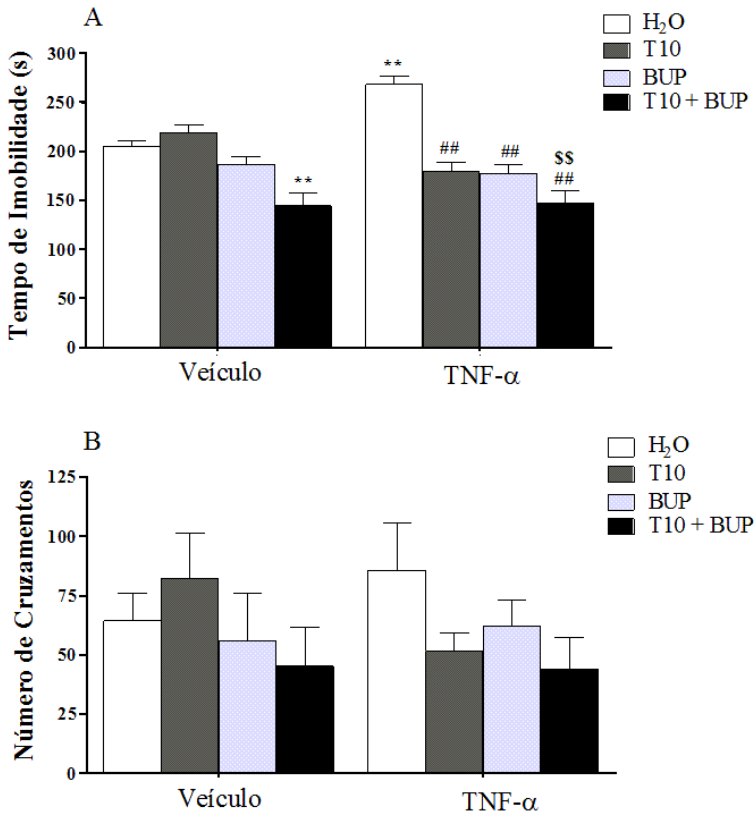 A
H₂O
T10
BUP
T10 + BUP
Tempo de Imobilidade (s)
300
250
200
150
100
50
0
**
**
##
##
$$
##
Veículo
TNF-α
B
H₂O
T10
BUP
T10 + BUP
Número de Cruzamentos
125
100
75
50
25
0
Veículo
TNF-α